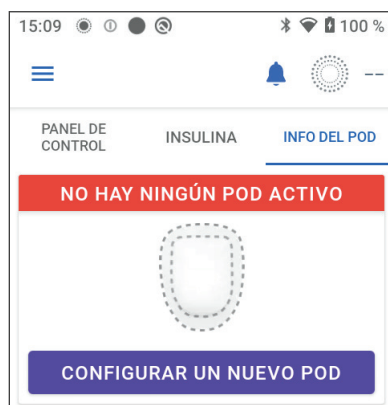 15:09 100 %
--
PANEL DE
CONTROL
INSULINA
INFO DEL POD
NO HAY NINGÚN POD ACTIVO
CONFIGURAR UN NUEVO POD